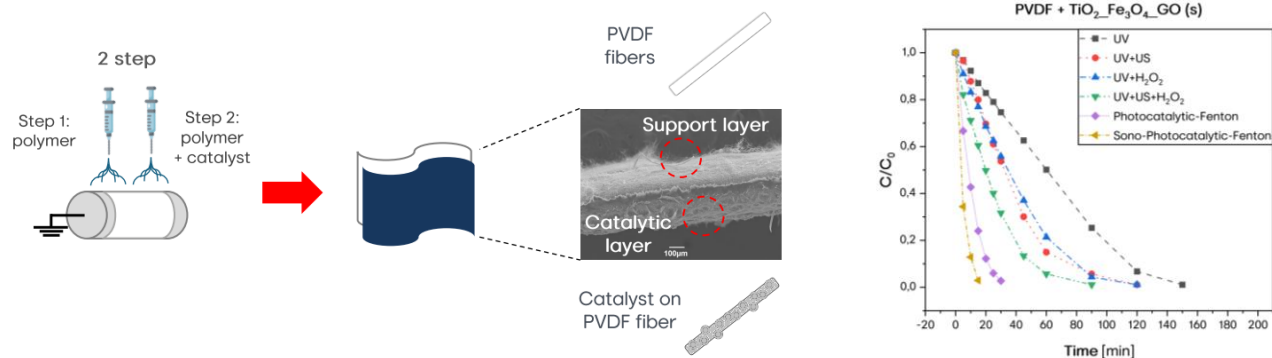 2 step
Step 1:
polymer
Step 2:
polymer
+ catalyst
PVDF
fibers
Support layer
Catalytic
layer
100µm
Catalyst on
PVDF fiber
PVDF + TiO₂_Fe₃O₄_GO (s)
UV
UV+US
UV+H₂O₂
UV+US+H₂O₂
Photocatalytic-Fenton
Sono-Photocatalytic-Fenton
C/C₀
1,0
0,8
0,6
0,4
0,2
0,0
-20 0 20 40 60 80 100 120 140 160 180 200
Time [min]